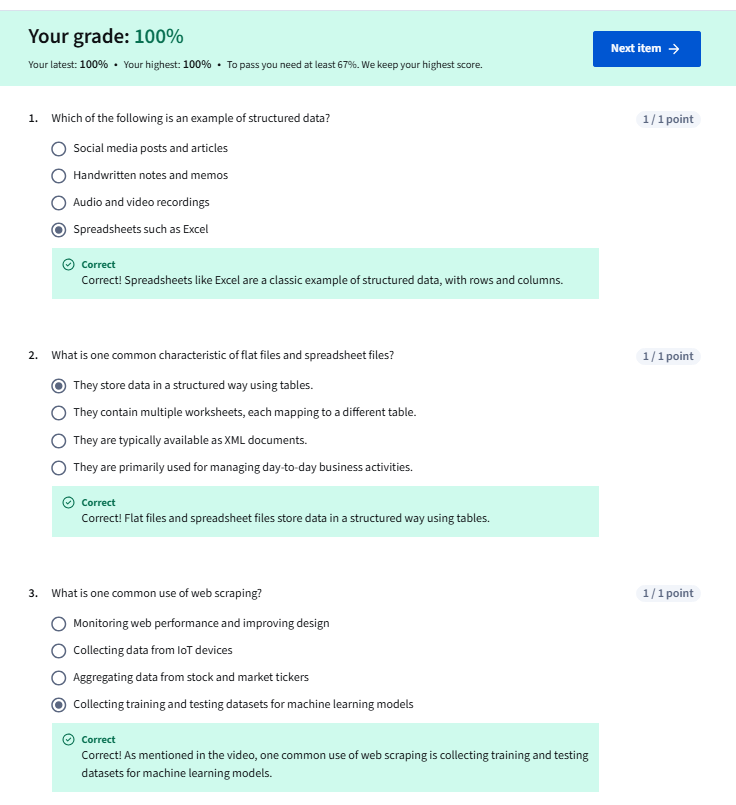 Your grade: 100%
Next item →
Your latest: 100% • Your highest: 100% • To pass you need at least 67%. We keep your highest score.
1. Which of the following is an example of structured data?
1 / 1 point
Social media posts and articles
Handwritten notes and memos
Audio and video recordings
Spreadsheets such as Excel
Correct
Correct! Spreadsheets like Excel are a classic example of structured data, with rows and columns.
2. What is one common characteristic of flat files and spreadsheet files?
1 / 1 point
They store data in a structured way using tables.
They contain multiple worksheets, each mapping to a different table.
They are typically available as XML documents.
They are primarily used for managing day-to-day business activities.
Correct
Correct! Flat files and spreadsheet files store data in a structured way using tables.
3. What is one common use of web scraping?
1 / 1 point
Monitoring web performance and improving design
Collecting data from IoT devices
Aggregating data from stock and market tickers
Collecting training and testing datasets for machine learning models
Correct
Correct! As mentioned in the video, one common use of web scraping is collecting training and testing
datasets for machine learning models.